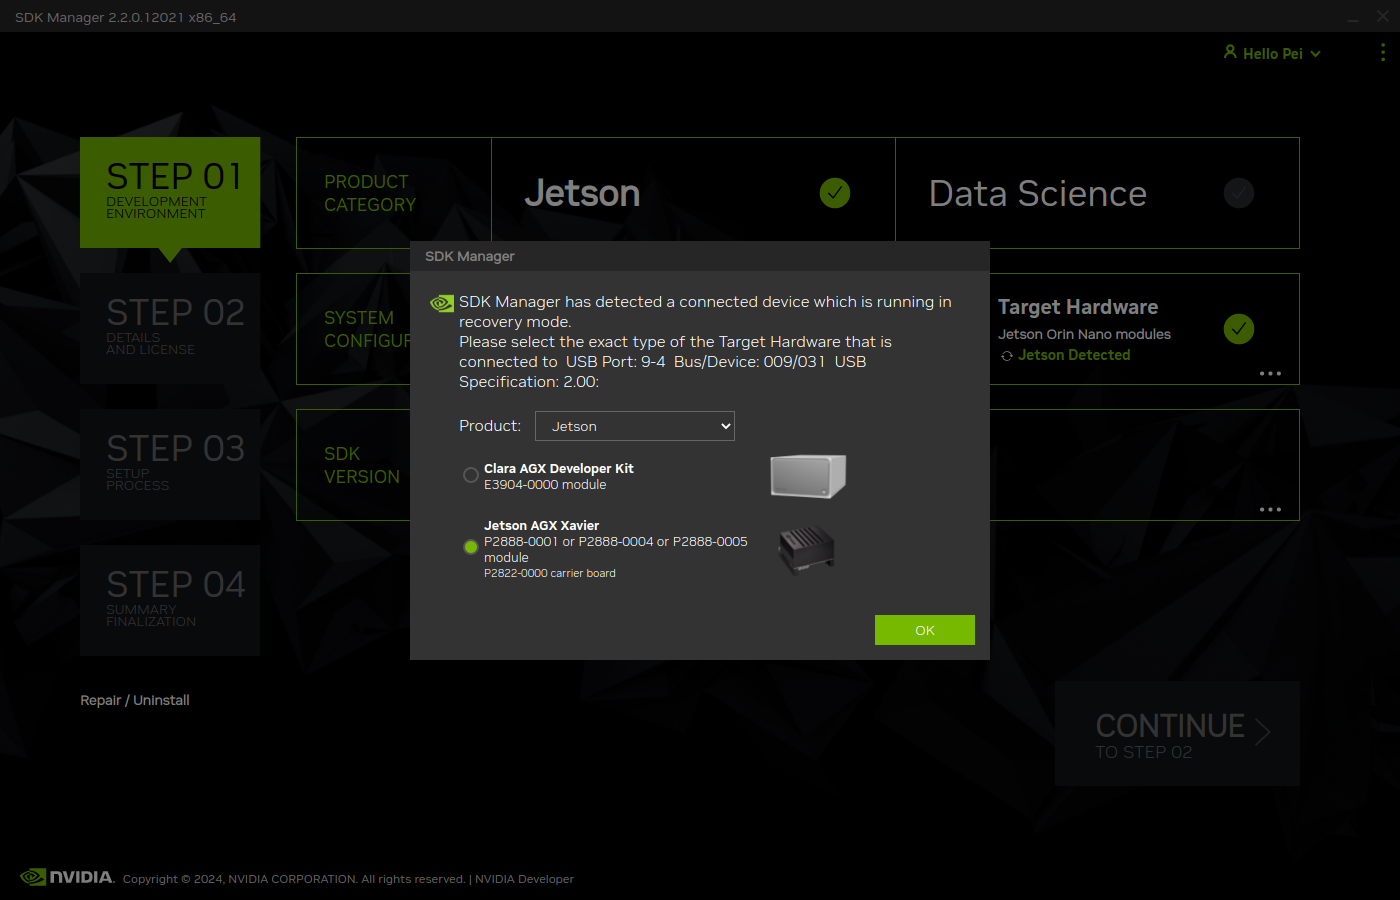 SDK Manager 2.2.0.12021 x86_64
Hello Pei
STEP 01
DEVELOPMENT
ENVIRONMENT
PRODUCT
CATEGORY
Jetson
Data Science
STEP 02
DETAILS
AND LICENSE
SYSTEM
CONFIGUR
Target Hardware
Jetson Orin Nano modules
Jetson Detected
...
STEP 03
SETUP
PROCESS
SDK
VERSION
...
STEP 04
SUMMARY
FINALIZATION
SDK Manager
SDK Manager has detected a connected device which is running in
recovery mode.
Please select the exact type of the Target Hardware that is
connected to  USB Port: 9-4  Bus/Device: 009/031  USB
Specification: 2.00:
Product:
Jetson
Clara AGX Developer Kit
E3904-0000 module
Jetson AGX Xavier
P2888-0001 or P2888-0004 or P2888-0005
module
P2822-0000 carrier board
OK
Repair / Uninstall
CONTINUE
TO STEP 02
NVIDIA. Copyright © 2024, NVIDIA CORPORATION. All rights reserved. | NVIDIA Developer